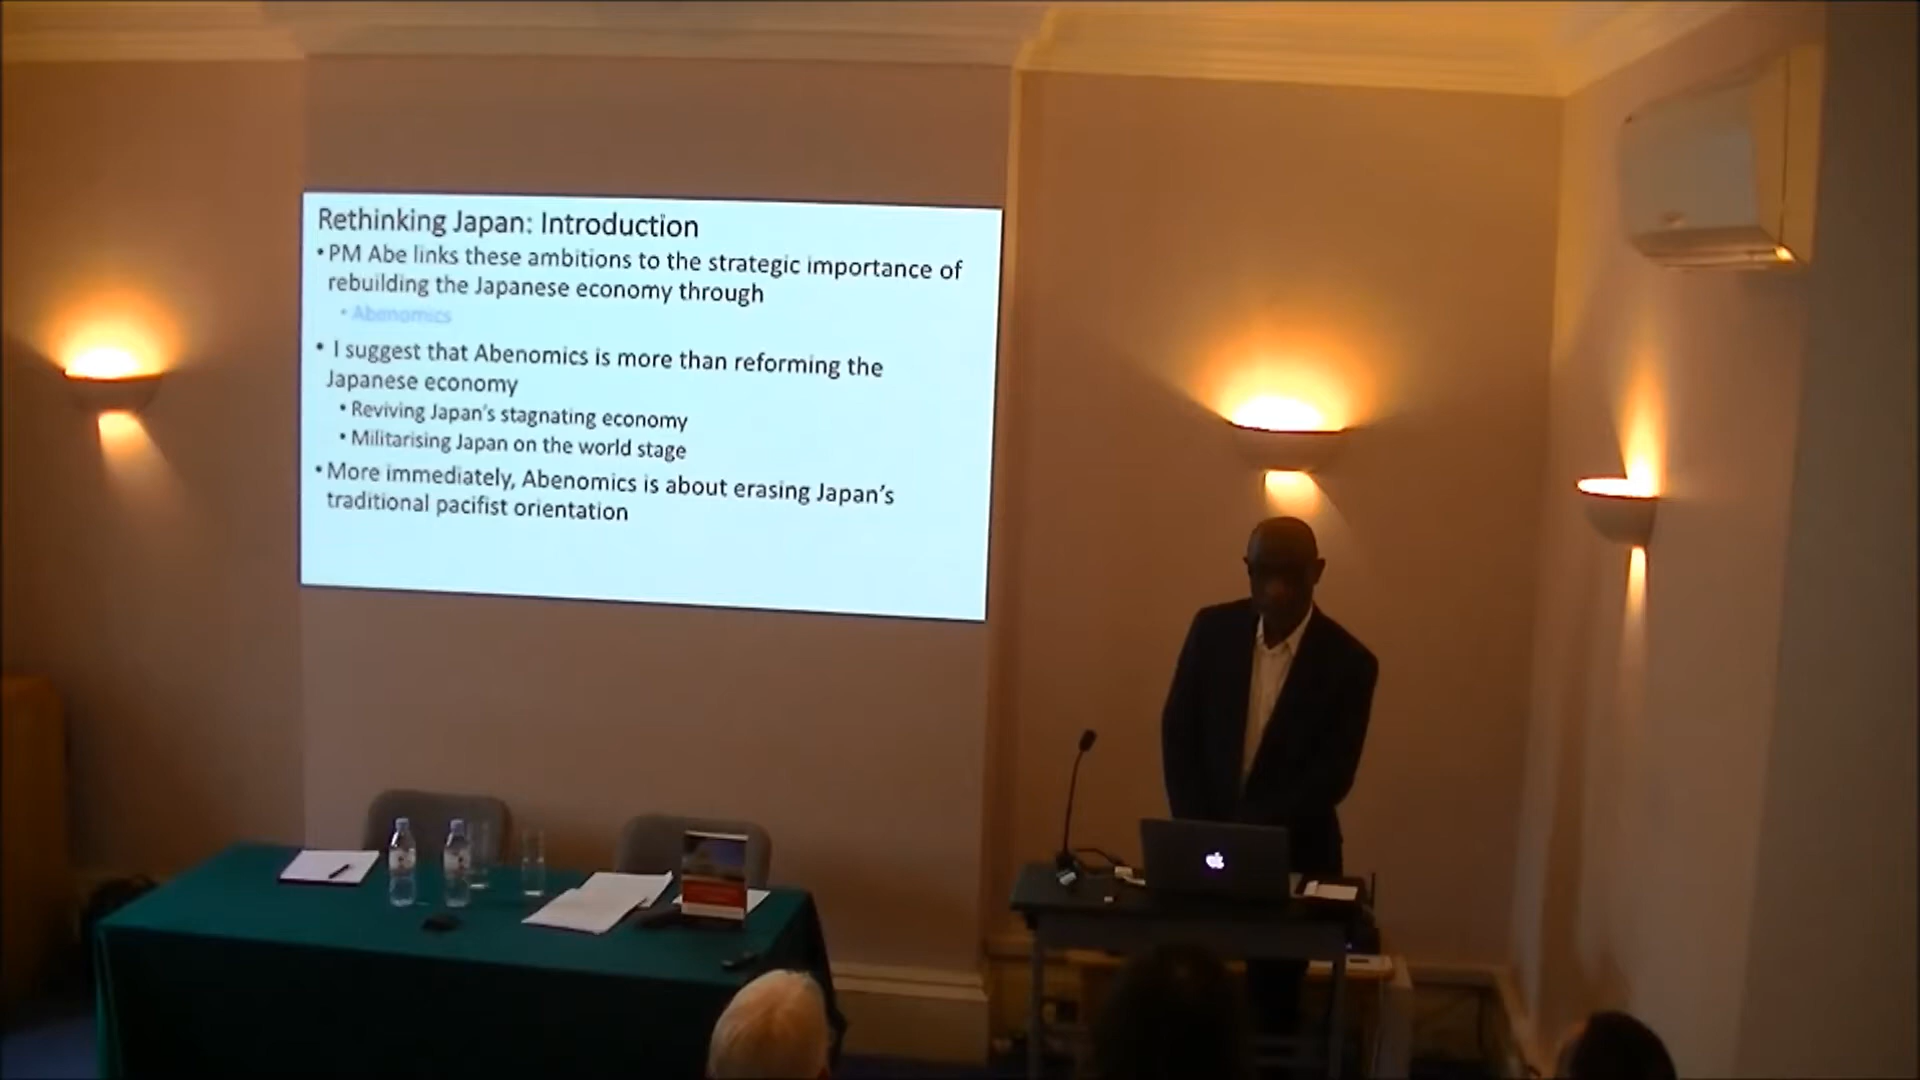 Rethinking Japan: Introduction
• PM Abe links these ambitions to the strategic importance of
rebuilding the Japanese economy through
• Abenomics
• I suggest that Abenomics is more than reforming the
Japanese economy
• Reviving Japan's stagnating economy
• Militarising Japan on the world stage
• More immediately, Abenomics is about erasing Japan's
traditional pacifist orientation